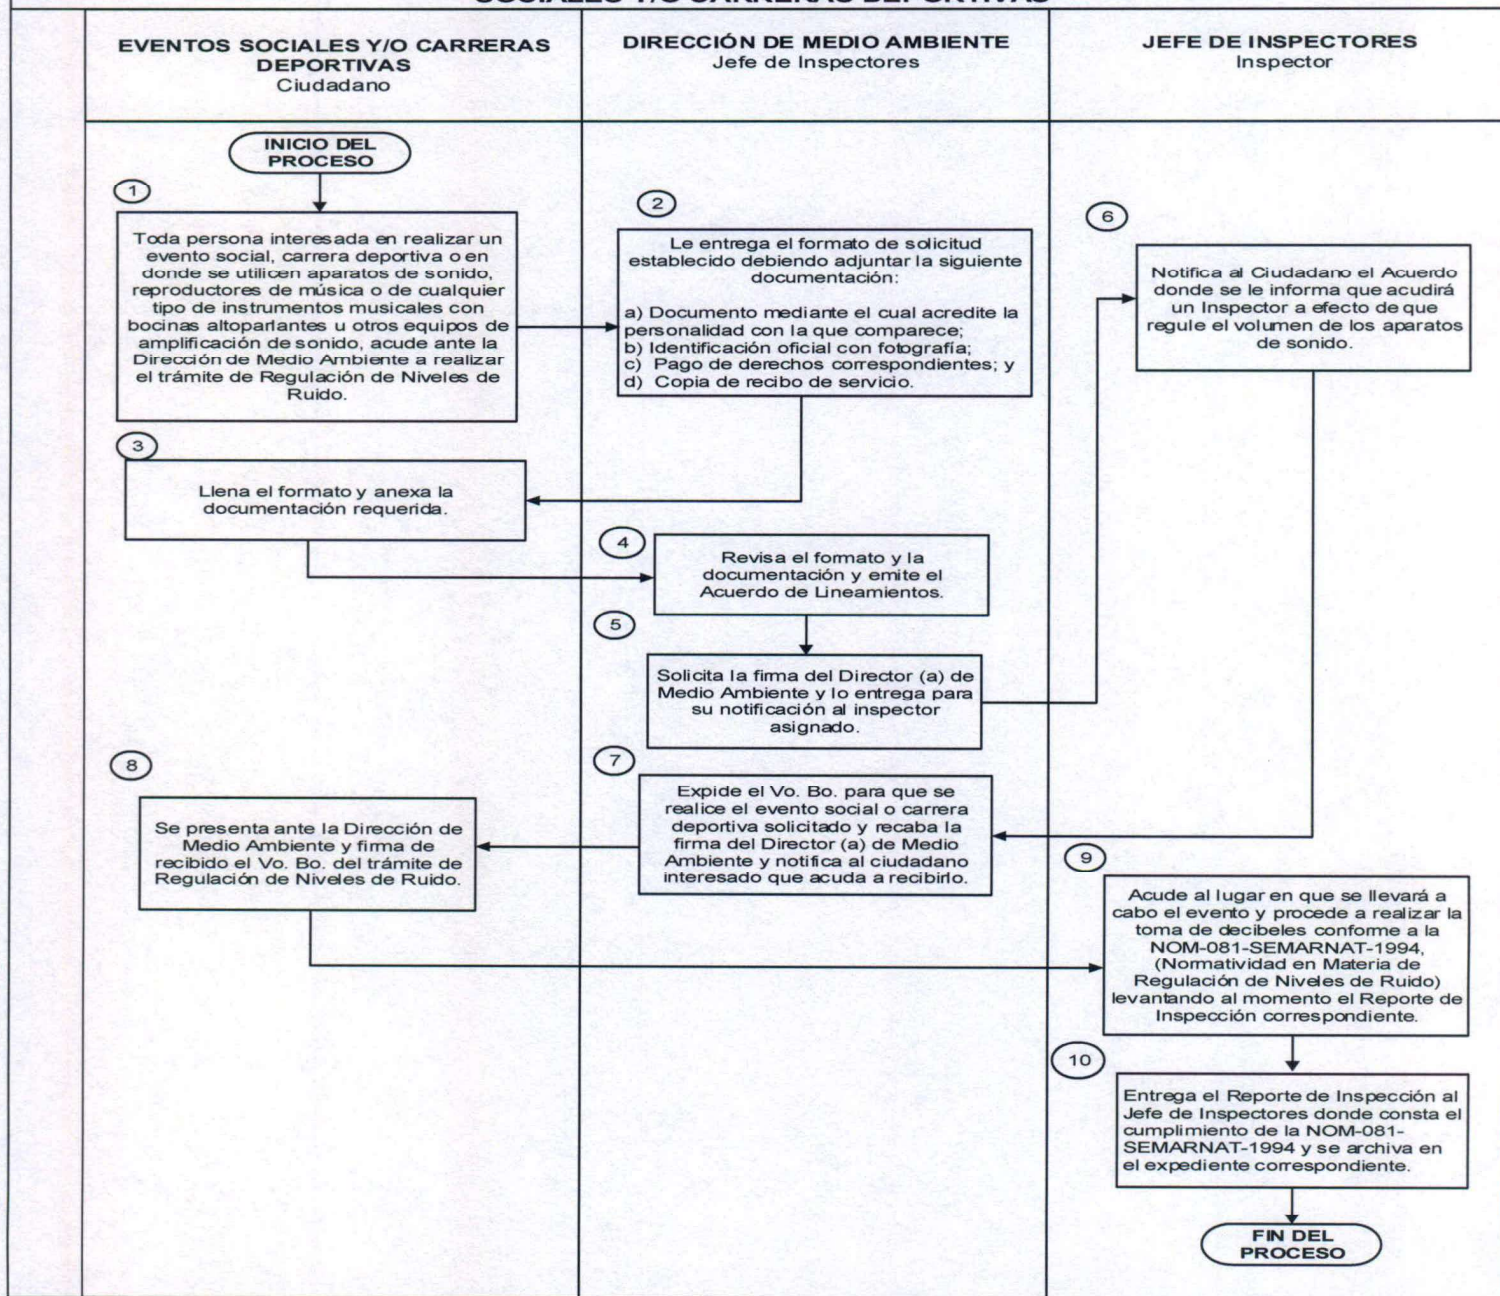 SOCIALES Y/O CARRERAS DEPORTIVAS
EVENTOS SOCIALES Y/O CARRERAS
DEPORTIVAS
Ciudadano
DIRECCIÓN DE MEDIO AMBIENTE
Jefe de Inspectores
JEFE DE INSPECTORES
Inspector
INICIO DEL
PROCESO
1
Toda persona interesada en realizar un
evento social, carrera deportiva o en
donde se utilicen aparatos de sonido,
reproductores de música o de cualquier
tipo de instrumentos musicales con
bocinas altoparlantes u otros equipos de
amplificación de sonido, acude ante la
Dirección de Medio Ambiente a realizar
el trámite de Regulación de Niveles de
Ruido.
2
Le entrega el formato de solicitud
establecido debiendo adjuntar la siguiente
documentación:
a) Documento mediante el cual acredite la
personalidad con la que comparece;
b) Identificación oficial con fotografía;
c) Pago de derechos correspondientes; y
d) Copia de recibo de servicio.
3
Llena el formato y anexa la
documentación requerida.
4
Revisa el formato y la
documentación y emite el
Acuerdo de Lineamientos.
5
Solicita la firma del Director (a) de
Medio Ambiente y lo entrega para
su notificación al inspector
asignado.
6
Notifica al Ciudadano el Acuerdo
donde se le informa que acudirá
un Inspector a efecto de que
regule el volumen de los aparatos
de sonido.
7
Expide el Vo. Bo. para que se
realice el evento social o carrera
deportiva solicitado y recaba la
firma del Director (a) de Medio
Ambiente y notifica al ciudadano
interesado que acuda a recibirlo.
8
Se presenta ante la Dirección de
Medio Ambiente y firma de
recibido el Vo. Bo. del trámite de
Regulación de Niveles de Ruido.
9
Acude al lugar en que se llevará a
cabo el evento y procede a realizar la
toma de decibeles conforme a la
NOM-081-SEMARNAT-1994,
(Normatividad en Materia de
Regulación de Niveles de Ruido)
levantando al momento el Reporte de
Inspección correspondiente.
10
Entrega el Reporte de Inspección al
Jefe de Inspectores donde consta el
cumplimiento de la NOM-081-
SEMARNAT-1994 y se archiva en
el expediente correspondiente.
FIN DEL
PROCESO